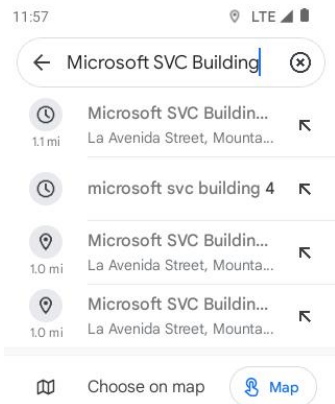 11:57 LTE
Microsoft SVC Building
Microsoft SVC Buildin...
1.1 mi La Avenida Street, Mounta...
microsoft svc building 4
Microsoft SVC Buildin...
1.0 mi La Avenida Street, Mounta...
Microsoft SVC Buildin...
1.0 mi La Avenida Street, Mounta...
Choose on map Map